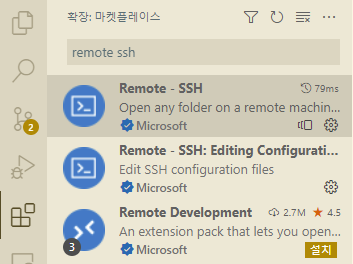 확장: 마켓플레이스
remote ssh
Remote - SSH 79ms
Open any folder on a remote machin...
Microsoft
2
Remote - SSH: Editing Configurati...
Edit SSH configuration files
Microsoft
Remote Development 2.7M 4.5
An extension pack that lets you open...
3
Microsoft 설치